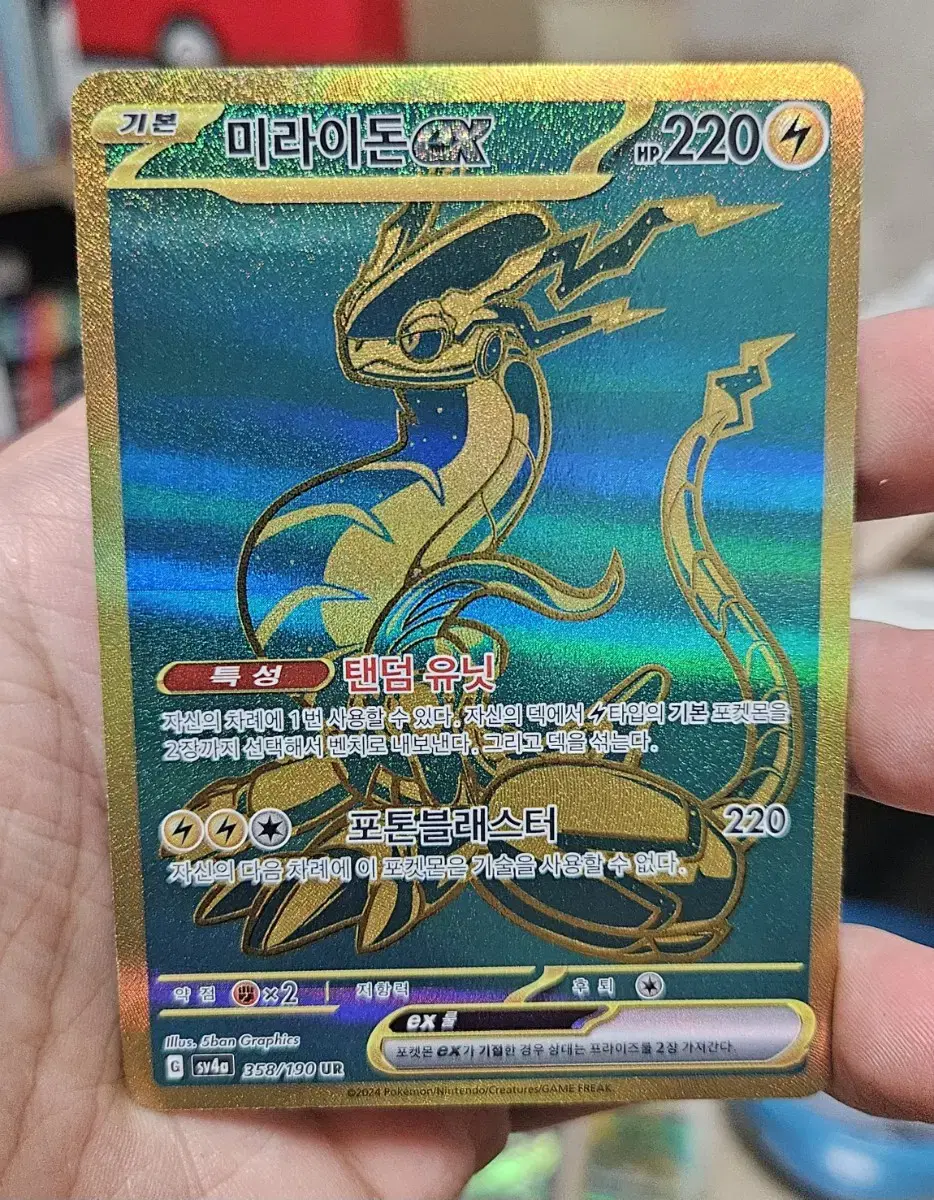 기본 미라이돈ex HP 220
특성 탠덤 유닛
자신의 차례에 1번 사용할 수 있다. 자신의 덱에서 타입의 기본 포켓몬을
2장까지 선택해서 벤치로 내보낸다. 그리고 덱을 섞는다.
포톤블래스터 220
자신의 다음 차례에 이 포켓몬은 기술을 사용할 수 없다.
약점 ×2 저항력 후퇴
Illus. 5ban Graphics
ex 룰
포켓몬 ex가 기절한 경우 상대는 프라이즈를 2장 가져간다.
G sv4a 358/190 UR
©2024 Pokémon/Nintendo/Creatures/GAME FREAK.